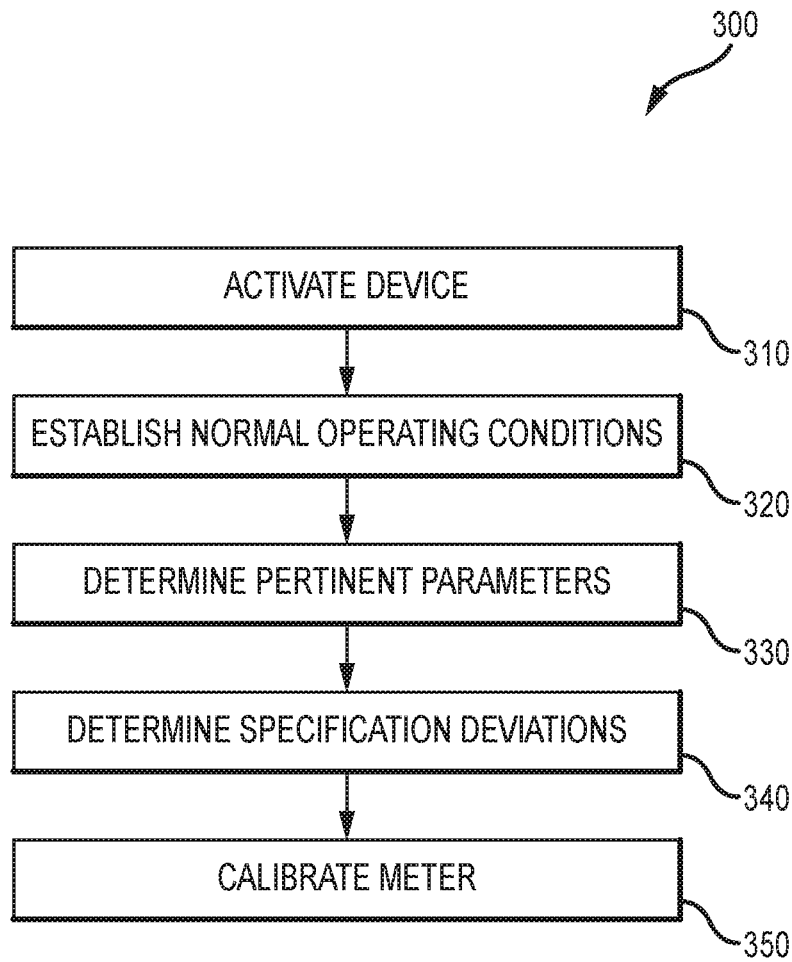 300
ACTIVATE DEVICE
310
ESTABLISH NORMAL OPERATING CONDITIONS
320
DETERMINE PERTINENT PARAMETERS
330
DETERMINE SPECIFICATION DEVIATIONS
340
CALIBRATE METER
350